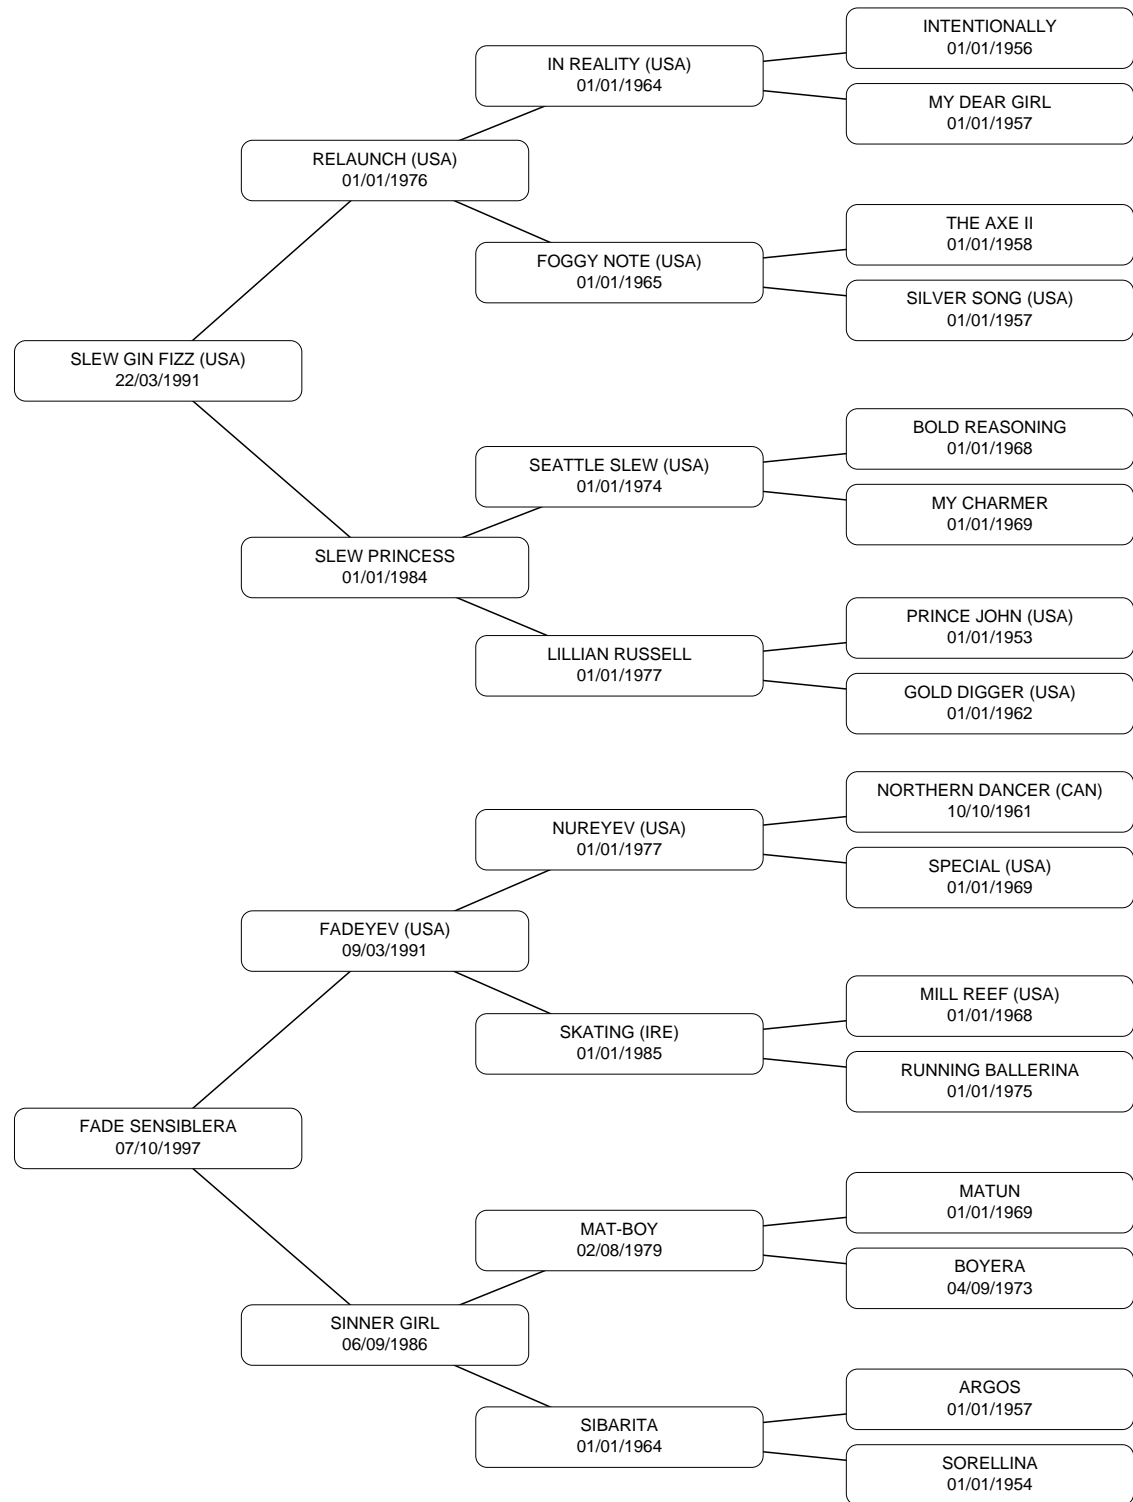 INTENTIONALLY
01/01/1956
IN REALITY (USA)
01/01/1964
MY DEAR GIRL
01/01/1957
RELAUNCH (USA)
01/01/1976
THE AXE II
01/01/1958
FOGGY NOTE (USA)
01/01/1965
SILVER SONG (USA)
01/01/1957
SLEW GIN FIZZ (USA)
22/03/1991
BOLD REASONING
01/01/1968
SEATTLE SLEW (USA)
01/01/1974
MY CHARMER
01/01/1969
SLEW PRINCESS
01/01/1984
PRINCE JOHN (USA)
01/01/1953
LILLIAN RUSSELL
01/01/1977
GOLD DIGGER (USA)
01/01/1962
NORTHERN DANCER (CAN)
10/10/1961
NUREYEV (USA)
01/01/1977
SPECIAL (USA)
01/01/1969
FADEYEV (USA)
09/03/1991
MILL REEF (USA)
01/01/1968
SKATING (IRE)
01/01/1985
RUNNING BALLERINA
01/01/1975
FADE SENSIBLERA
07/10/1997
MATUN
01/01/1969
MAT-BOY
02/08/1979
BOYERA
04/09/1973
SINNER GIRL
06/09/1986
ARGOS
01/01/1957
SIBARITA
01/01/1964
SORELLINA
01/01/1954